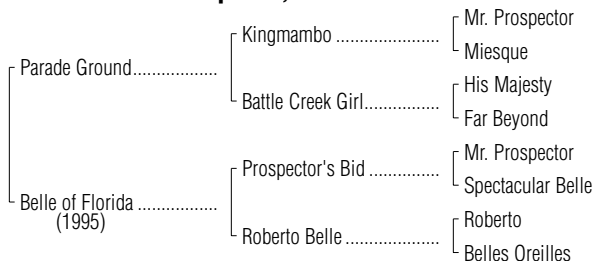 Mr. Prospector
Kingmambo ..................
Miesque
Parade Ground..................
His Majesty
Battle Creek Girl................
Far Beyond
Mr. Prospector
Prospector's Bid ...............
Spectacular Belle
Belle of Florida .................
(1995)
Roberto
Roberto Belle ....................
Belles Oreilles